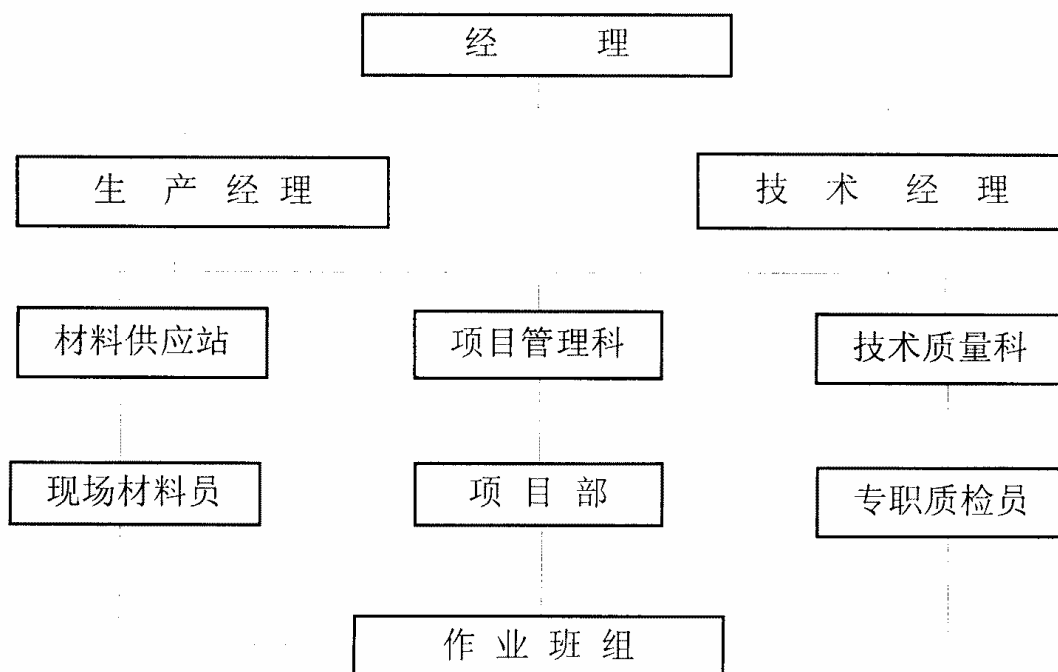 经 理
生 产 经 理
技 术 经 理
材料供应站
项目管理科
技术质量科
现场材料员
项 目 部
专职质检员
作 业 班 组